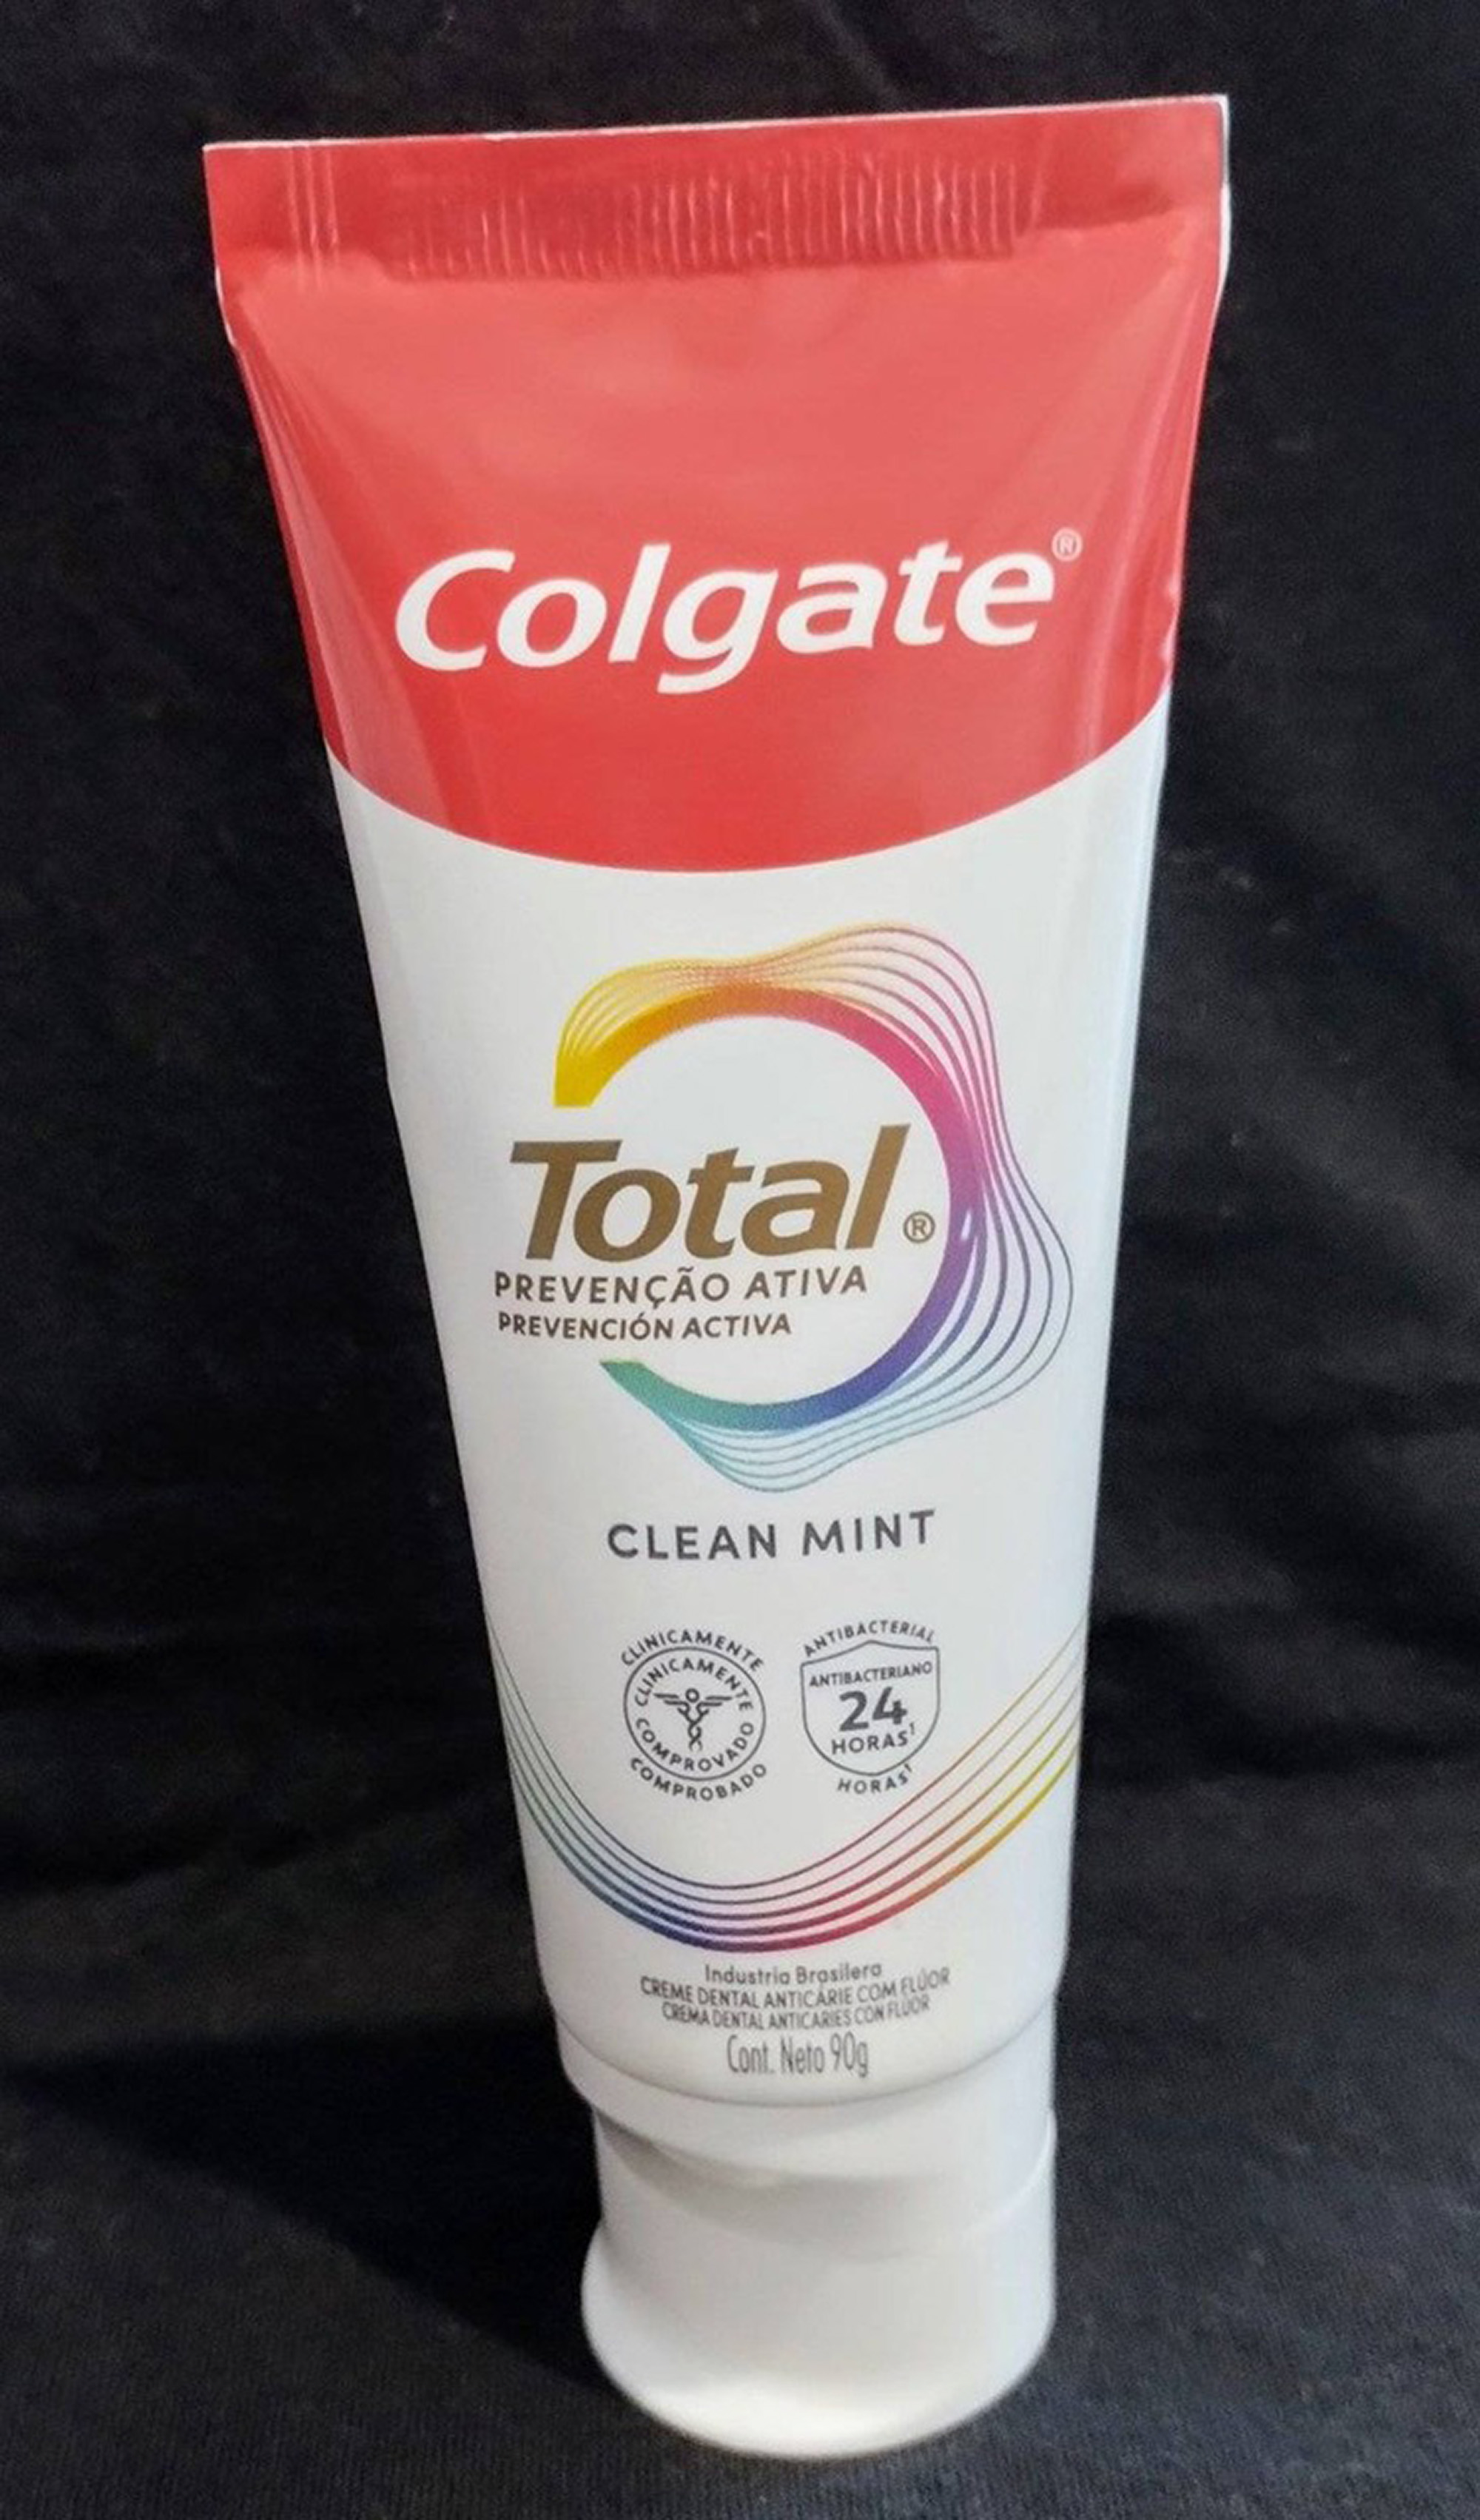 Colgate®
Total®
PREVENÇÃO ATIVA
PREVENCIÓN ACTIVA
CLEAN MINT
CLINICAMENTE
CLINICAMENTE
COMPROVADO
COMPROBADO
ANTIBACTERIAL
ANTIBACTERIANO
24
HORAS¹
HORAS¹
Industria Brasilera
CREME DENTAL ANTICÁRIE COM FLÚOR
CREMA DENTAL ANTICARIES CON FLÚOR
Cont. Neto 90g